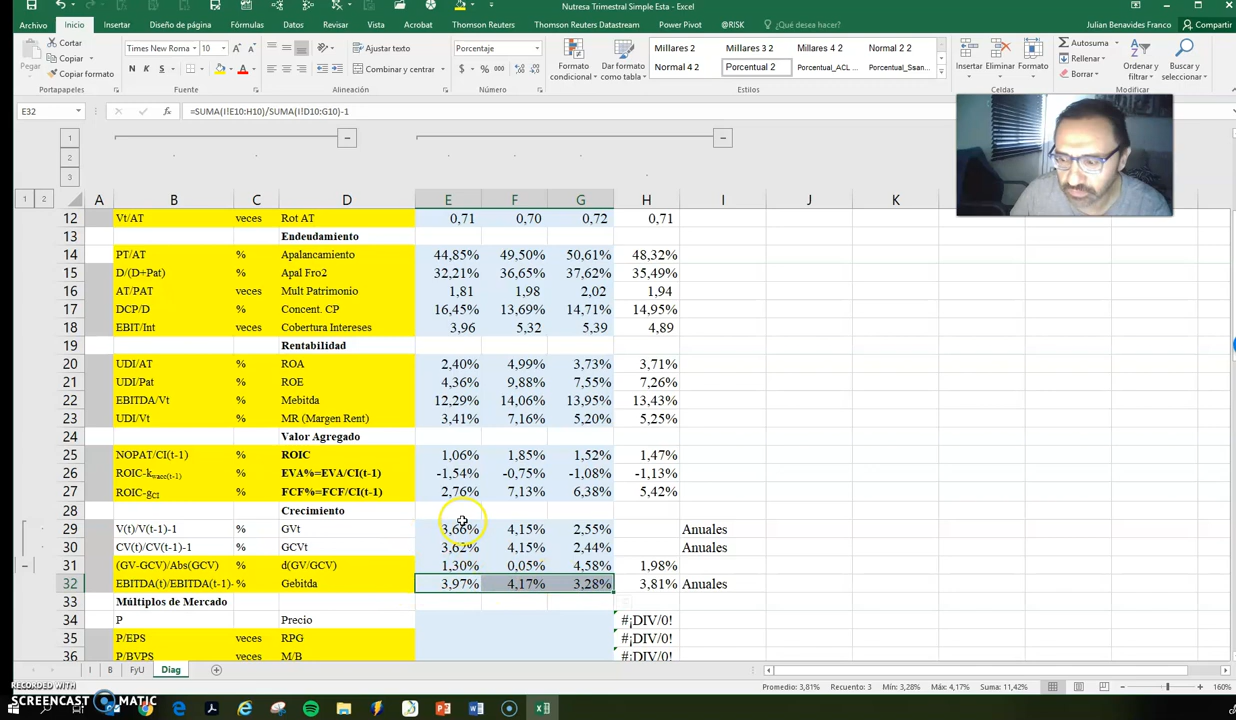 Nutresa Trimestral Simple Esta - Excel
Archivo Inicio Insertar Diseño de página Fórmulas Datos Revisar Vista Acrobat Thomson Reuters Thomson Reuters Datastream Power Pivot @RISK ¿Qué desea hacer? Julian Benavides Franco Compartir
Cortar
Copiar
Copiar formato
Pegar
Portapapeles
Times New Roma 10
N K S
Fuente
Ajustar texto
Combinar y centrar
Alineación
Porcentaje
$ % 000
Número
Formato condicional
Dar formato como tabla
Millares 2 Millares 3 2 Millares 4 2 Normal 2 2
Normal 4 2 Porcentual 2 Porcentual_ACL ... Porcentual_Saan...
Estilos
Insertar Eliminar Formato
Celdas
Autosuma
Rellenar
Borrar
Ordenar y filtrar
Buscar y seleccionar
Modificar
E32 fx =SUMA(I!E10:H10)/SUMA(I!D10:G10)-1
1
2
3
1 2 A B C D E F G H I J K
12 Vt/AT veces Rot AT 0,71 0,70 0,72 0,71
13 Endeudamiento
14 PT/AT % Apalancamiento 44,85% 49,50% 50,61% 48,32%
15 D/(D+Pat) % Apal Fro2 32,21% 36,65% 37,62% 35,49%
16 AT/PAT veces Mult Patrimonio 1,81 1,98 2,02 1,94
17 DCP/D % Concent. CP 16,45% 13,69% 14,71% 14,95%
18 EBIT/Int veces Cobertura Intereses 3,96 5,32 5,39 4,89
19 Rentabilidad
20 UDI/AT % ROA 2,40% 4,99% 3,73% 3,71%
21 UDI/Pat % ROE 4,36% 9,88% 7,55% 7,26%
22 EBITDA/Vt % Mebitda 12,29% 14,06% 13,95% 13,43%
23 UDI/Vt % MR (Margen Rent) 3,41% 7,16% 5,20% 5,25%
24 Valor Agregado
25 NOPAT/CI(t-1) % ROIC 1,06% 1,85% 1,52% 1,47%
26 ROIC-kwacc(t-1) % EVA%=EVA/CI(t-1) -1,54% -0,75% -1,08% -1,13%
27 ROIC-gCI % FCF%=FCF/CI(t-1) 2,76% 7,13% 6,38% 5,42%
28 Crecimiento
29 V(t)/V(t-1)-1 % GVt 3,66% 4,15% 2,55% Anuales
30 CV(t)/CV(t-1)-1 % GCVt 3,62% 4,15% 2,44% Anuales
31 (GV-GCV)/Abs(GCV) % d(GV/GCV) 1,30% 0,05% 4,58% 1,98%
32 EBITDA(t)/EBITDA(t-1)- % Gebitda 3,97% 4,17% 3,28% 3,81% Anuales
33 Múltiplos de Mercado
34 P Precio #¡DIV/0!
35 P/EPS veces RPG #¡DIV/0!
36 P/BVPS veces M/B #¡DIV/0!
I B FyU Diag
Promedio: 3,81% Recuento: 3 Mín: 3,28% Máx: 4,17% Suma: 11,42% 160%
RECORDED WITH
SCREENCAST MATIC